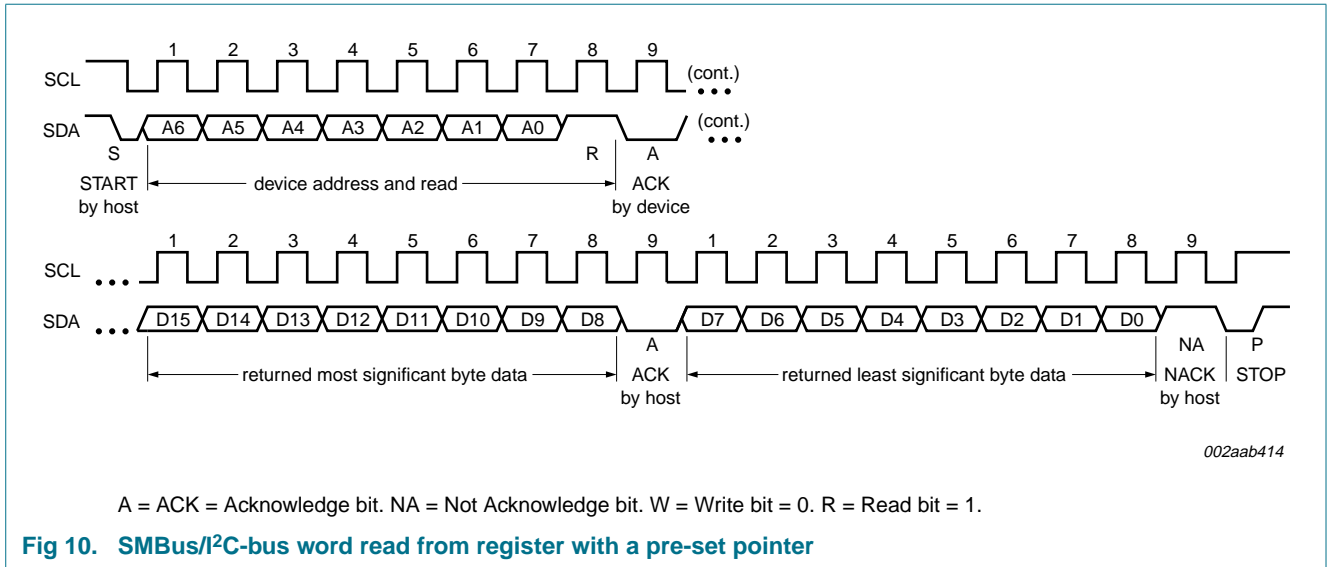 1 2 3 4 5 6 7 8 9
SCL (cont.)
SDA A6 A5 A4 A3 A2 A1 A0 (cont.)
S R A
START device address and read ACK
by host by device
1 2 3 4 5 6 7 8 9 1 2 3 4 5 6 7 8 9
SCL
SDA D15 D14 D13 D12 D11 D10 D9 D8 D7 D6 D5 D4 D3 D2 D1 D0
A NA P
returned most significant byte data ACK returned least significant byte data NACK STOP
by host by host
002aab414
A = ACK = Acknowledge bit. NA = Not Acknowledge bit. W = Write bit = 0. R = Read bit = 1.
Fig 10. SMBus/I²C-bus word read from register with a pre-set pointer